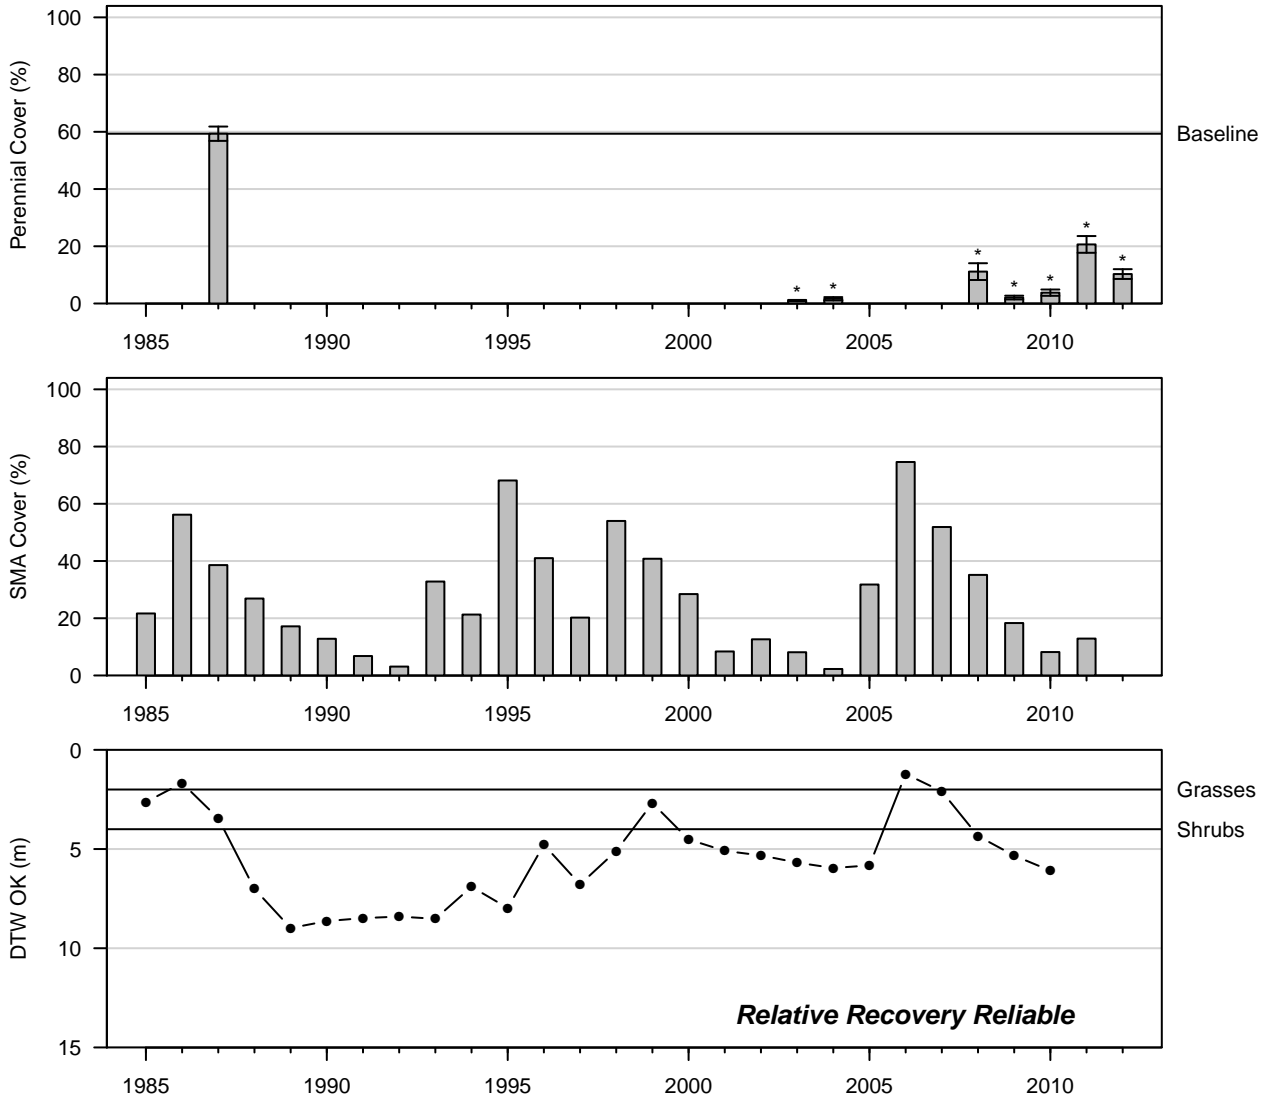 Perennial Cover (%)
100
80
60
40
20
0
Baseline
* * * * * * *
1985 1990 1995 2000 2005 2010
SMA Cover (%)
100
80
60
40
20
0
1985 1990 1995 2000 2005 2010
DTW OK (m)
0
5
10
15
Grasses
Shrubs
Relative Recovery Reliable
1985 1990 1995 2000 2005 2010